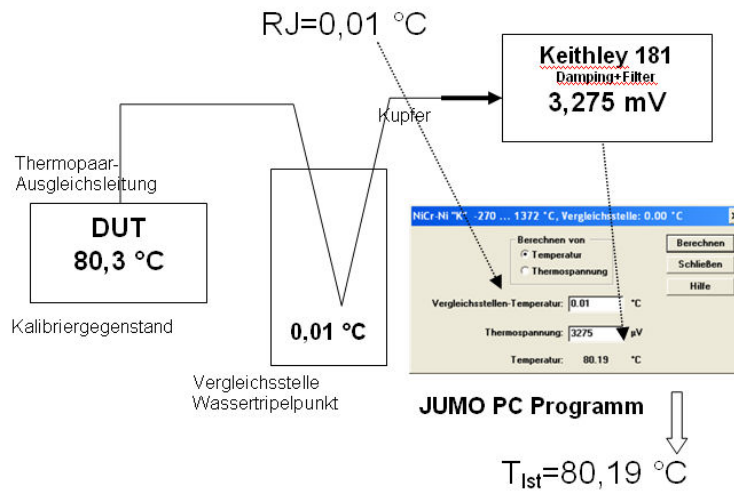 RJ=0,01 °C
Keithley 181
Damping+Filter
3,275 mV
Kupfer
Thermopaar-
Ausgleichsleitung
DUT
80,3 °C
Kalibriergegenstand
0,01 °C
Vergleichsstelle
Wassertripelpunkt
NiCr-Ni "K" -270 ... 1372 °C, Vergleichsstelle: 0.00 °C
Berechnen von
Temperatur
Thermospannung
Berechnen
Schließen
Hilfe
Vergleichsstellen-Temperatur: 0.01 °C
Thermospannung: 3275 µV
Temperatur: 80.19 °C
JUMO PC Programm
TIst=80,19 °C